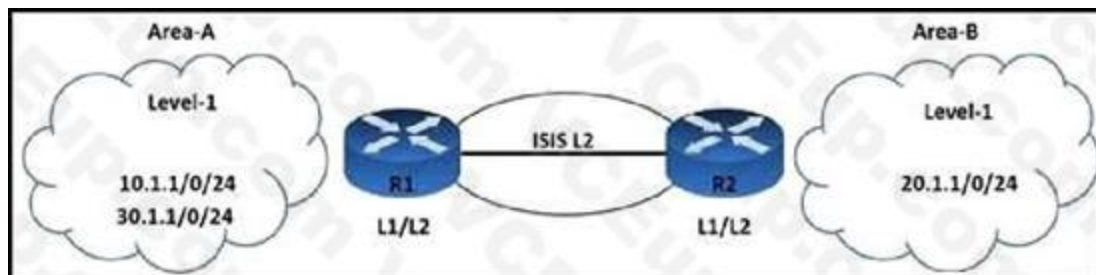 Area-A
Area-B
Level-1
Level-1
ISIS L2
R1
R2
10.1.1/0/24
20.1.1/0/24
30.1.1/0/24
L1/L2
L1/L2